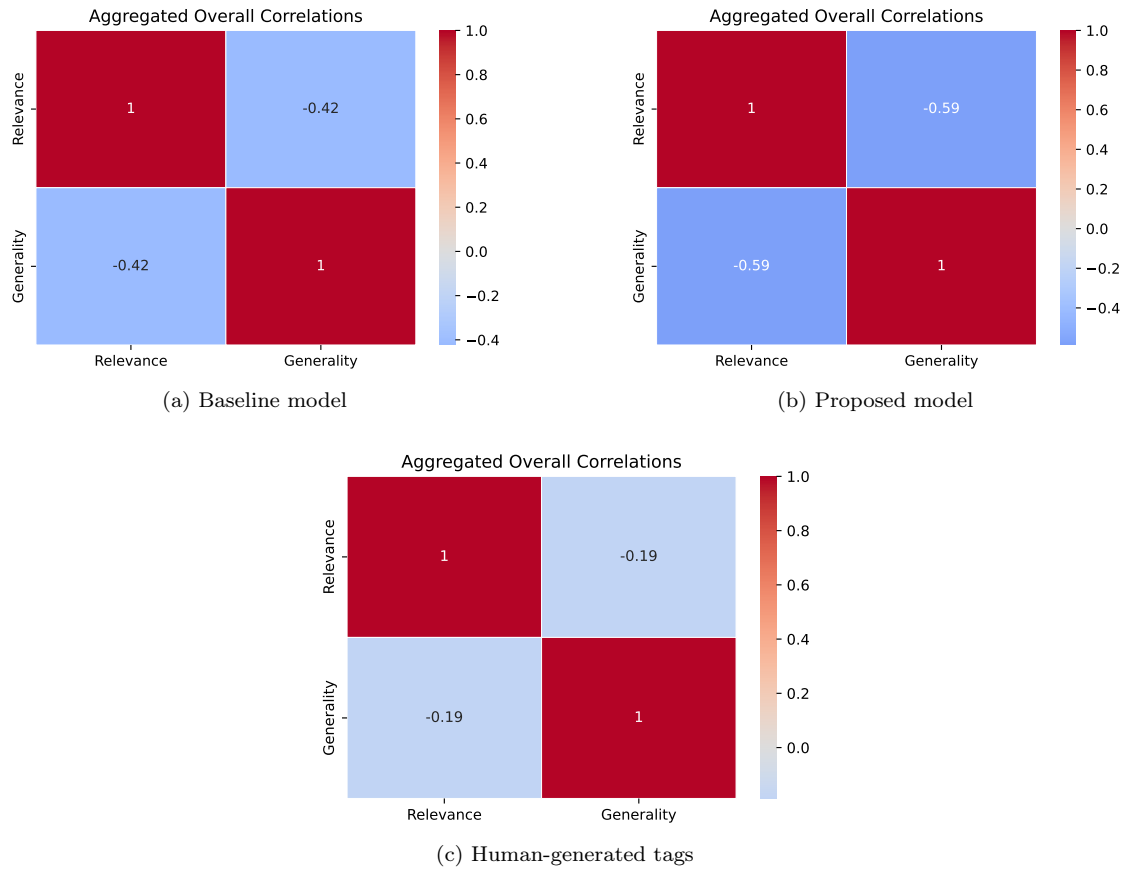 Aggregated Overall Correlations
Relevance
Generality
1
-0.42
-0.42
1
Relevance
Generality
1.0
0.8
0.6
0.4
0.2
0.0
−0.2
−0.4
(a) Baseline model
Aggregated Overall Correlations
Relevance
Generality
1
-0.59
-0.59
1
Relevance
Generality
1.0
0.8
0.6
0.4
0.2
0.0
−0.2
−0.4
(b) Proposed model
Aggregated Overall Correlations
Relevance
Generality
1
-0.19
-0.19
1
Relevance
Generality
1.0
0.8
0.6
0.4
0.2
0.0
(c) Human-generated tags